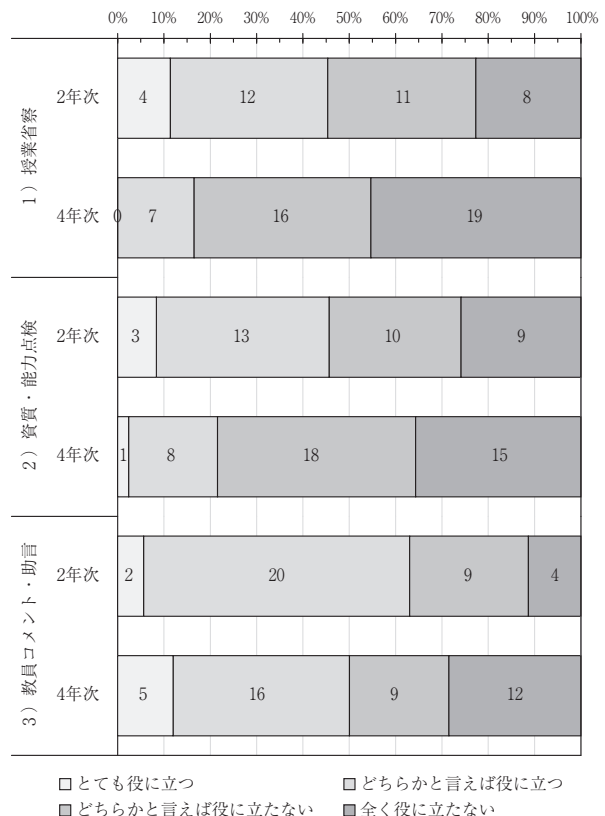 0% 10% 20% 30% 40% 50% 60% 70% 80% 90% 100%
1）授業省察
2年次 4 12 11 8
4年次 0 7 16 19
2）資質・能力点検
2年次 3 13 10 9
4年次 1 8 18 15
3）教員コメント・助言
2年次 2 20 9 4
4年次 5 16 9 12
とても役に立つ どちらかと言えば役に立つ
どちらかと言えば役に立たない 全く役に立たない